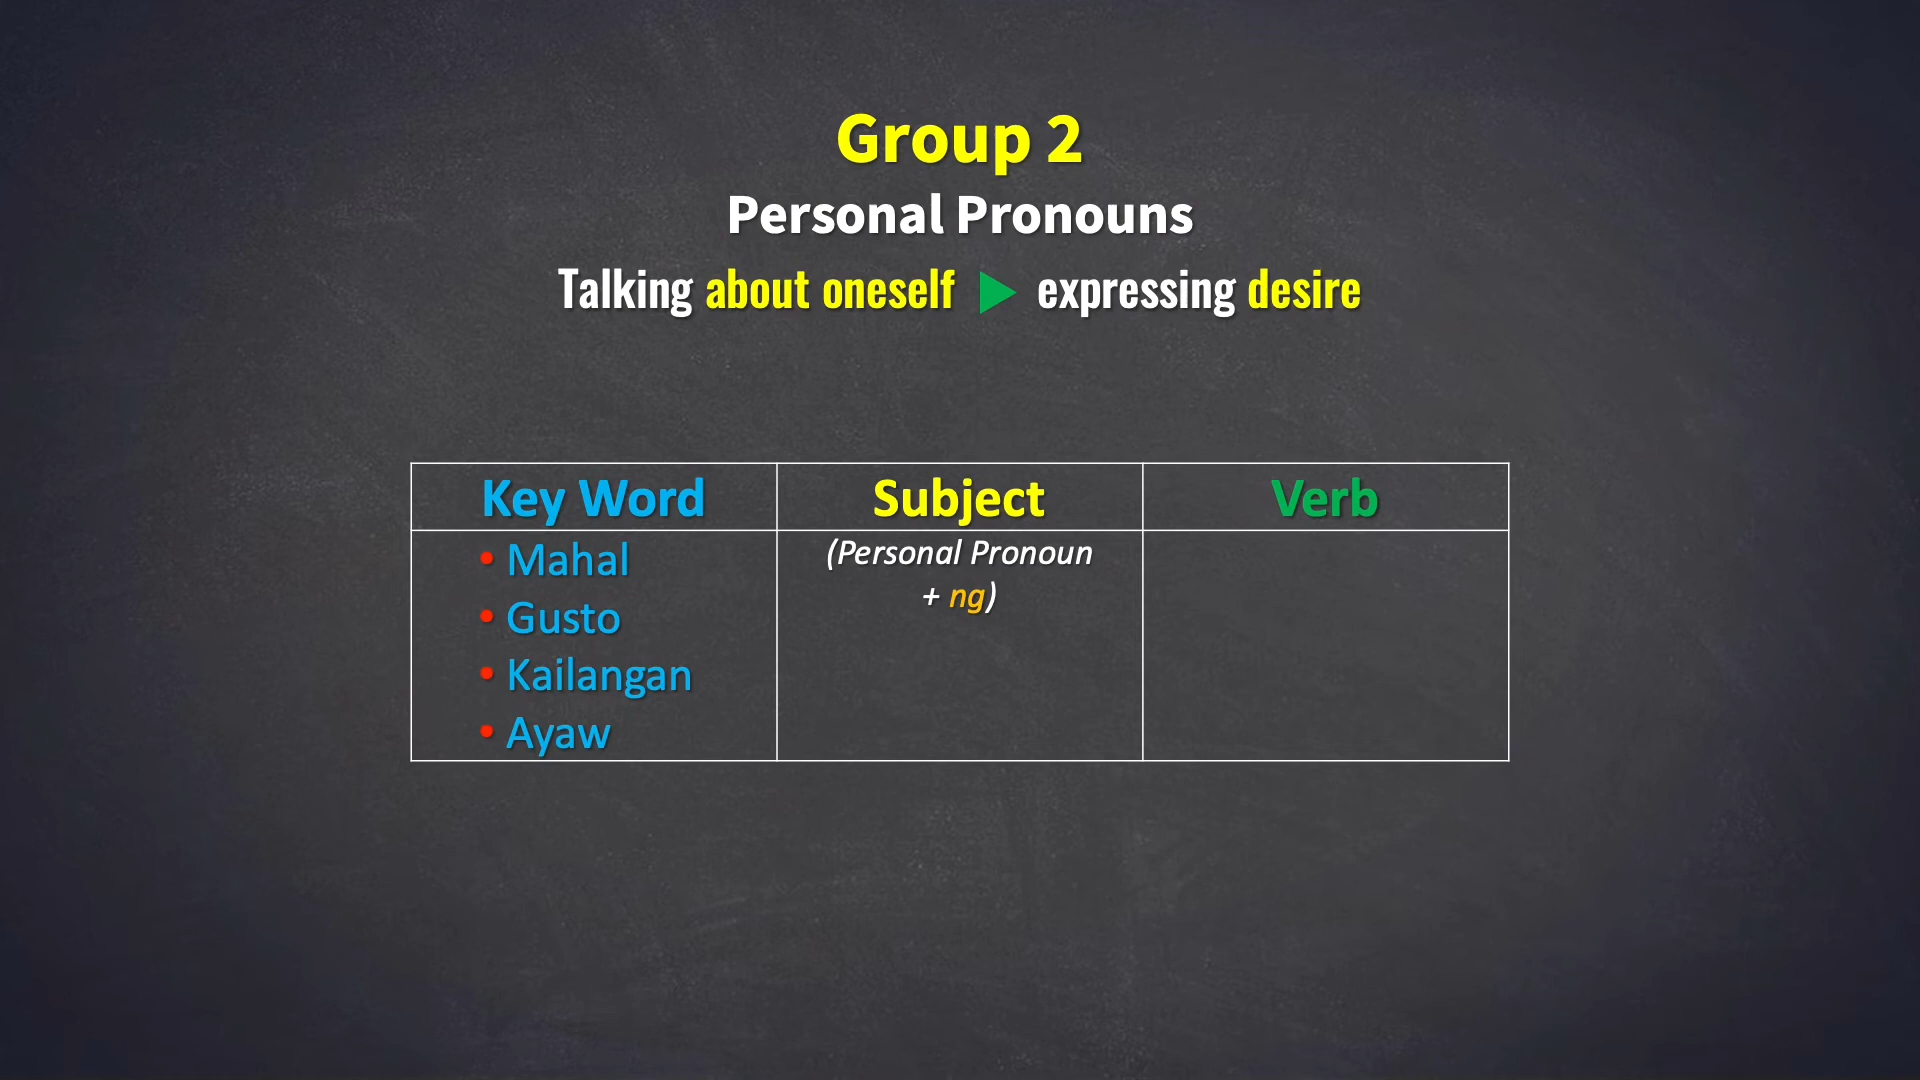 Group 2
Personal Pronouns
Talking about oneself ▶ expressing desire
Key Word Subject Verb
• Mahal
• Gusto
• Kailangan
• Ayaw
(Personal Pronoun
+ ng)